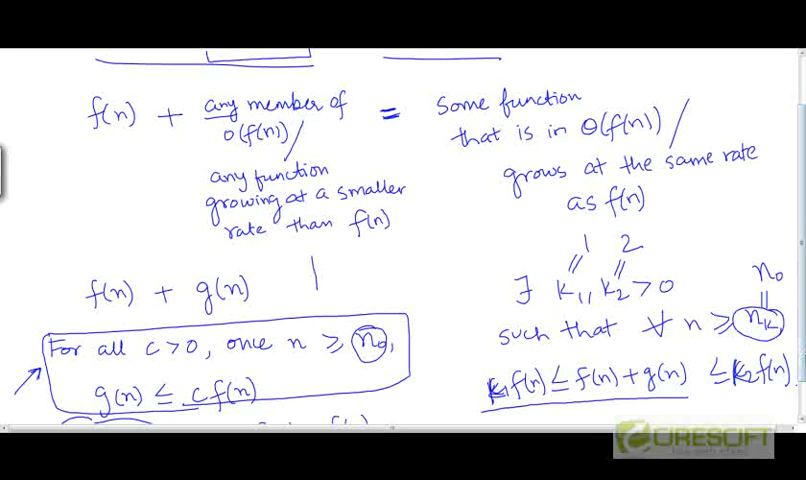 f(n) + any member of
o(f(n)) /
any function
growing at a smaller
rate than f(n)
= Some function
that is in Θ(f(n)) /
grows at the same rate
as f(n)
f(n) + g(n)
For all c > 0, once n ≥ n₀,
g(n) ≤ c f(n)
1 2
∃ k₁, k₂ > 0
n₀
such that ∀ n ≥ nₖ
k₁f(n) ≤ f(n) + g(n) ≤ k₂f(n)
CIRESOFT